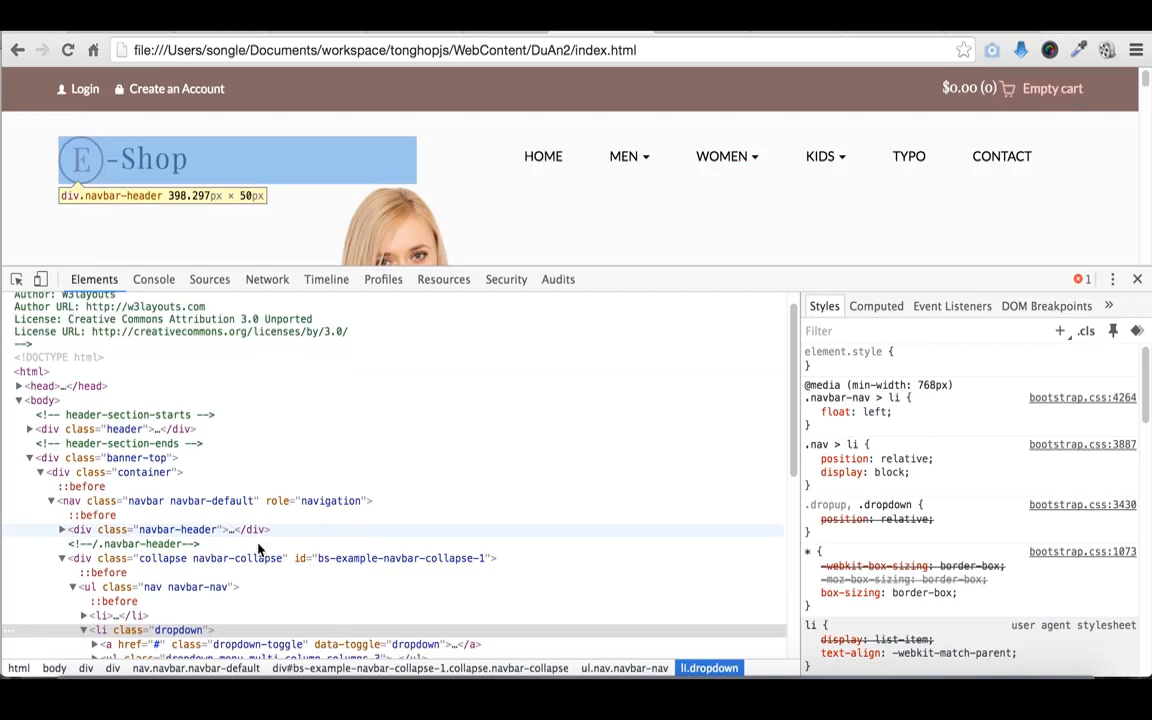 file:///Users/songle/Documents/workspace/tonghopjs/WebContent/DuAn2/index.html
Login Create an Account $0.00 (0) Empty cart
E-Shop HOME MEN WOMEN KIDS TYPO CONTACT
div.navbar-header 398.297px × 50px
Elements Console Sources Network Timeline Profiles Resources Security Audits 1
Author: W3layouts
Author URL: http://w3layouts.com
License: Creative Commons Attribution 3.0 Unported
License URL: http://creativecommons.org/licenses/by/3.0/
-->
<!DOCTYPE html>
<html>
<head>…</head>
<body>
<!-- header-section-starts -->
<div class="header">…</div>
<!-- header-section-ends -->
<div class="banner-top">
<div class="container">
::before
<nav class="navbar navbar-default" role="navigation">
::before
<div class="navbar-header">…</div>
<!--/.navbar-header-->
<div class="collapse navbar-collapse" id="bs-example-navbar-collapse-1">
::before
<ul class="nav navbar-nav">
::before
<li>…</li>
<li class="dropdown">
<a href="#" class="dropdown-toggle" data-toggle="dropdown">…</a>
html body div div nav.navbar.navbar-default div#bs-example-navbar-collapse-1.collapse.navbar-collapse ul.nav.navbar-nav li.dropdown
Styles Computed Event Listeners DOM Breakpoints »
Filter + .cls
element.style {
}
@media (min-width: 768px)
.navbar-nav > li { bootstrap.css:4264
float: left;
}
.nav > li { bootstrap.css:3887
position: relative;
display: block;
}
.dropup, .dropdown { bootstrap.css:3430
position: relative;
}
* { bootstrap.css:1073
-webkit-box-sizing: border-box;
-moz-box-sizing: border-box;
box-sizing: border-box;
}
li { user agent stylesheet
display: list-item;
text-align: -webkit-match-parent;
}